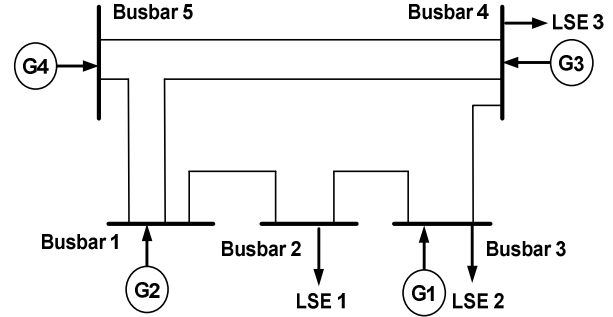 Busbar 5
Busbar 4
LSE 3
G4
G3
Busbar 1
Busbar 2
Busbar 3
G2
LSE 1
G1
LSE 2